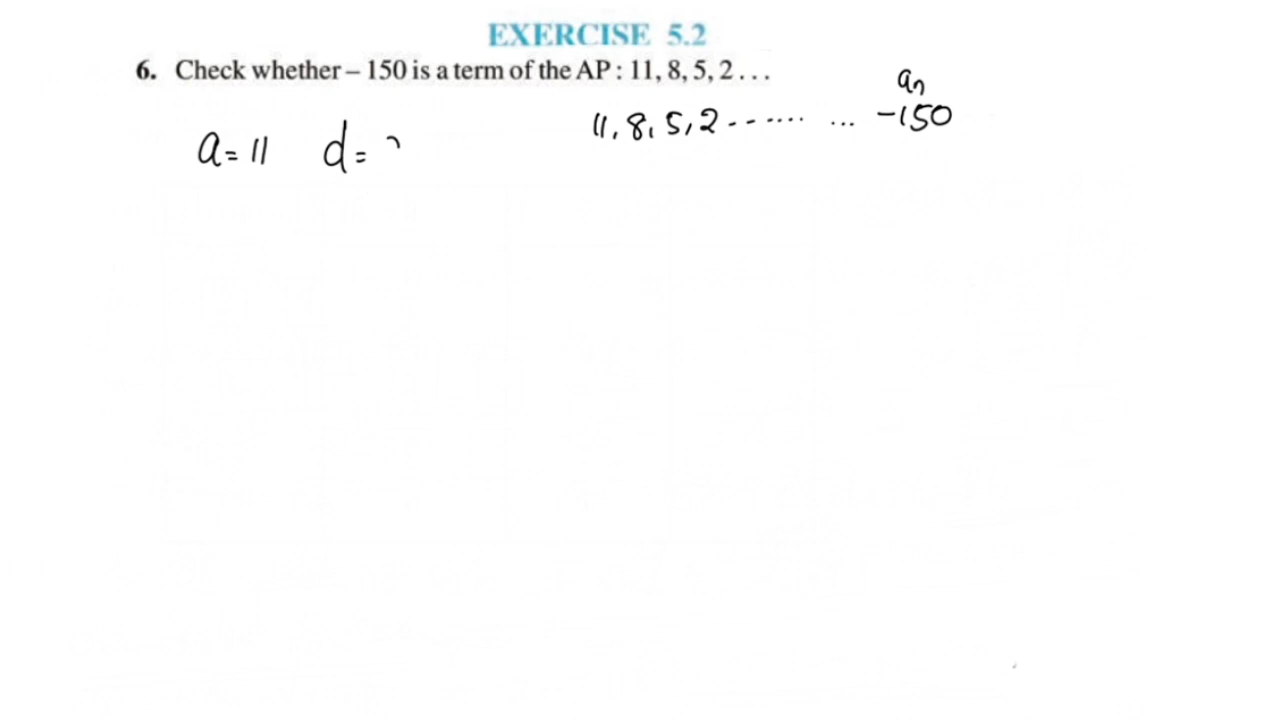 EXERCISE 5.2
6. Check whether – 150 is a term of the AP : 11, 8, 5, 2 . . .
aₙ
11, 8, 5, 2 - - - ..... ... -150
a = 11 d =